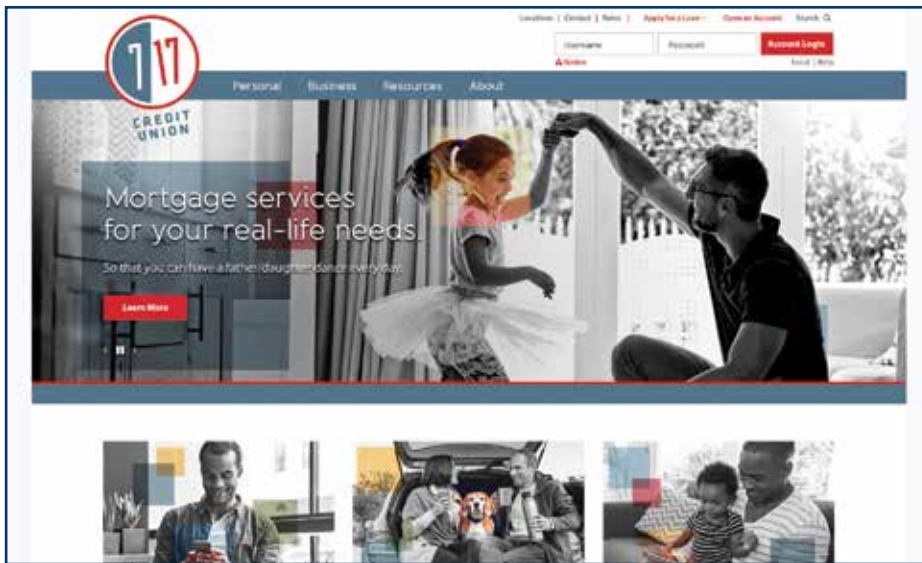 Locations | Contact | Rates | Apply for a Loan Open an Account Search
Username Password Account Login
Notice Enroll | Help
7 17
CREDIT
UNION
Personal Business Resources About
Mortgage services
for your real-life needs.
So that you can have a father/daughter dance every day.
Learn More